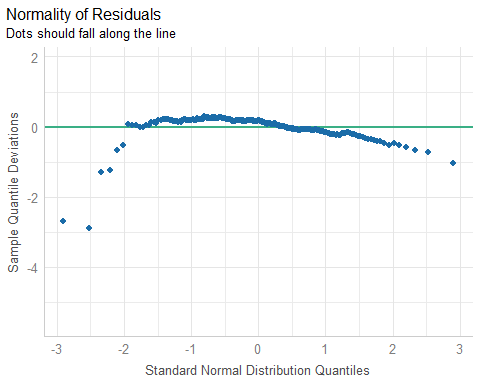 Normality of Residuals
Dots should fall along the line
2
0
-2
-4
Sample Quantile Deviations
-3
-2
-1
0
1
2
3
Standard Normal Distribution Quantiles